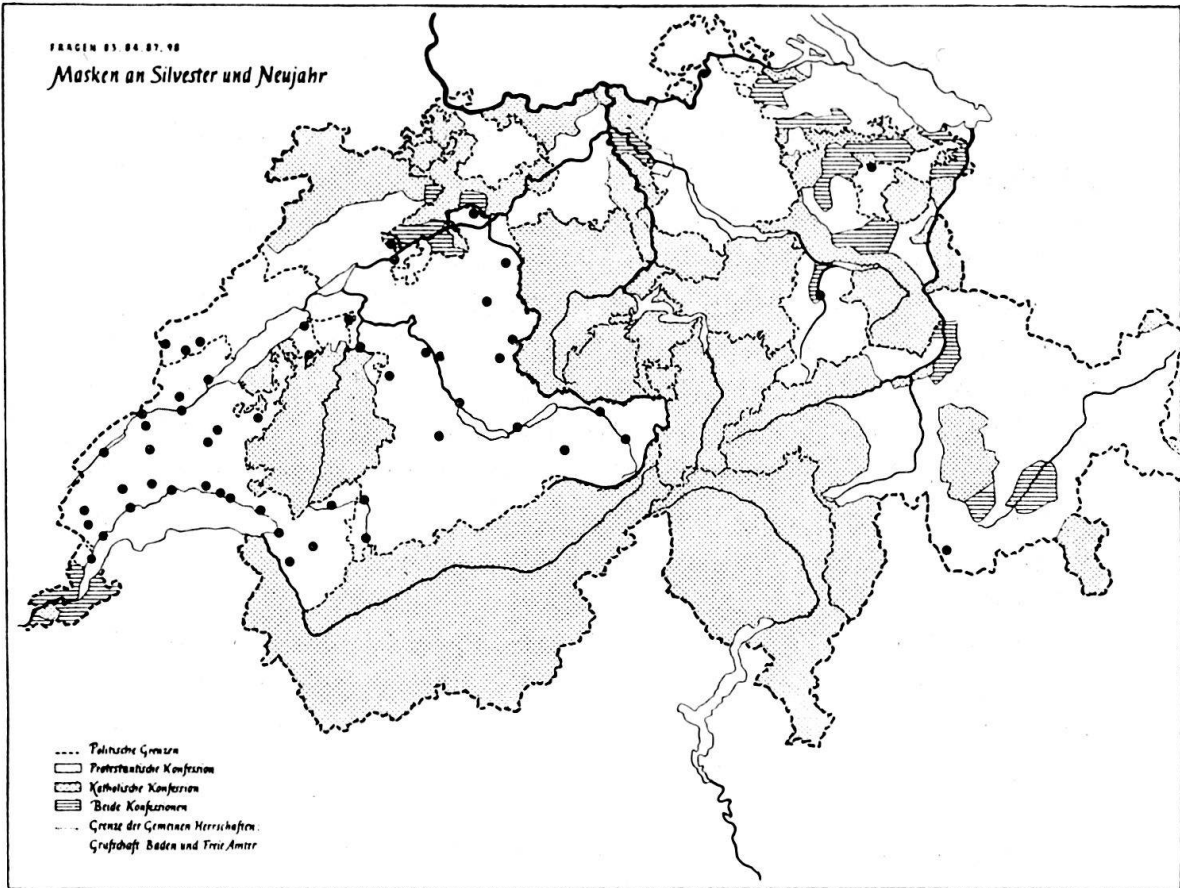 FRAGEN 83. 84. 87. 98
Masken an Silvester und Neujahr
Politische Grenzen
Protestantische Konfession
Katholische Konfession
Beide Konfessionen
Grenze der Gemeinen Herrschaften:
Grafschaft Baden und Freie Ämter